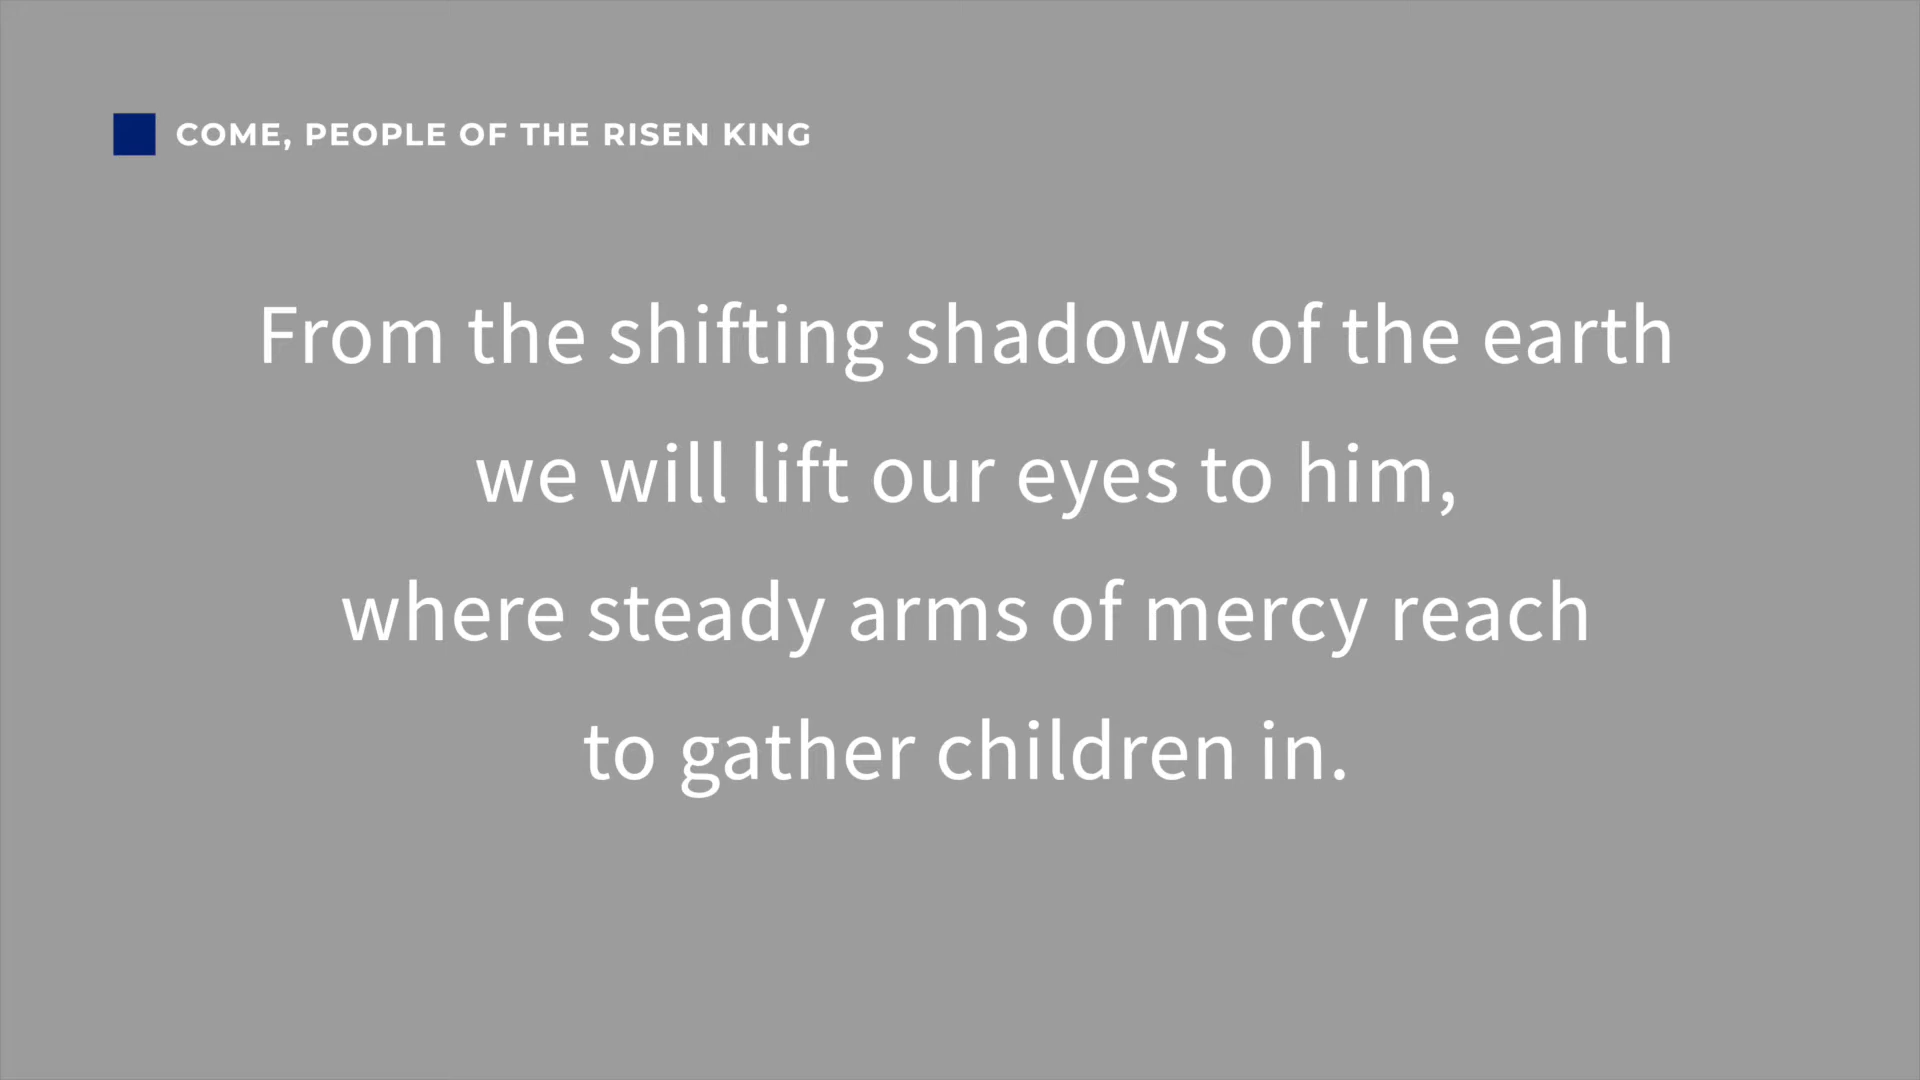 COME, PEOPLE OF THE RISEN KING
From the shifting shadows of the earth
we will lift our eyes to him,
where steady arms of mercy reach
to gather children in.